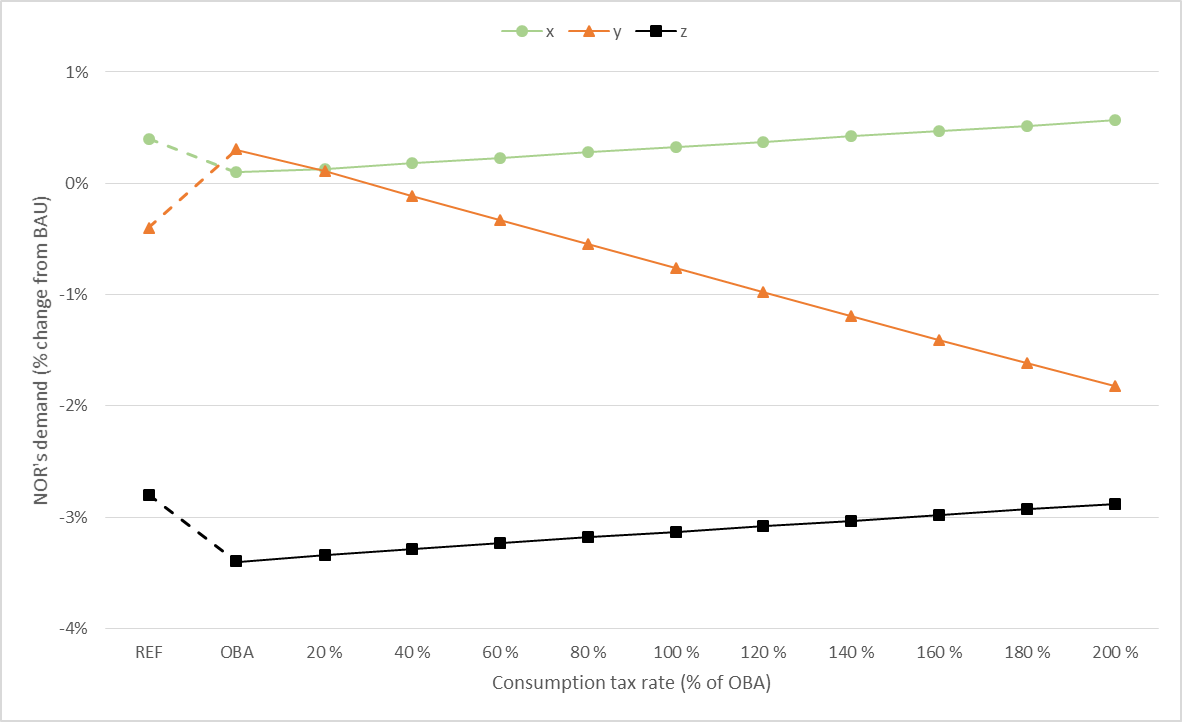 x y z
1%
0%
-1%
-2%
-3%
-4%
NOR's demand (% change from BAU)
REF OBA 20 % 40 % 60 % 80 % 100 % 120 % 140 % 160 % 180 % 200 %
Consumption tax rate (% of OBA)